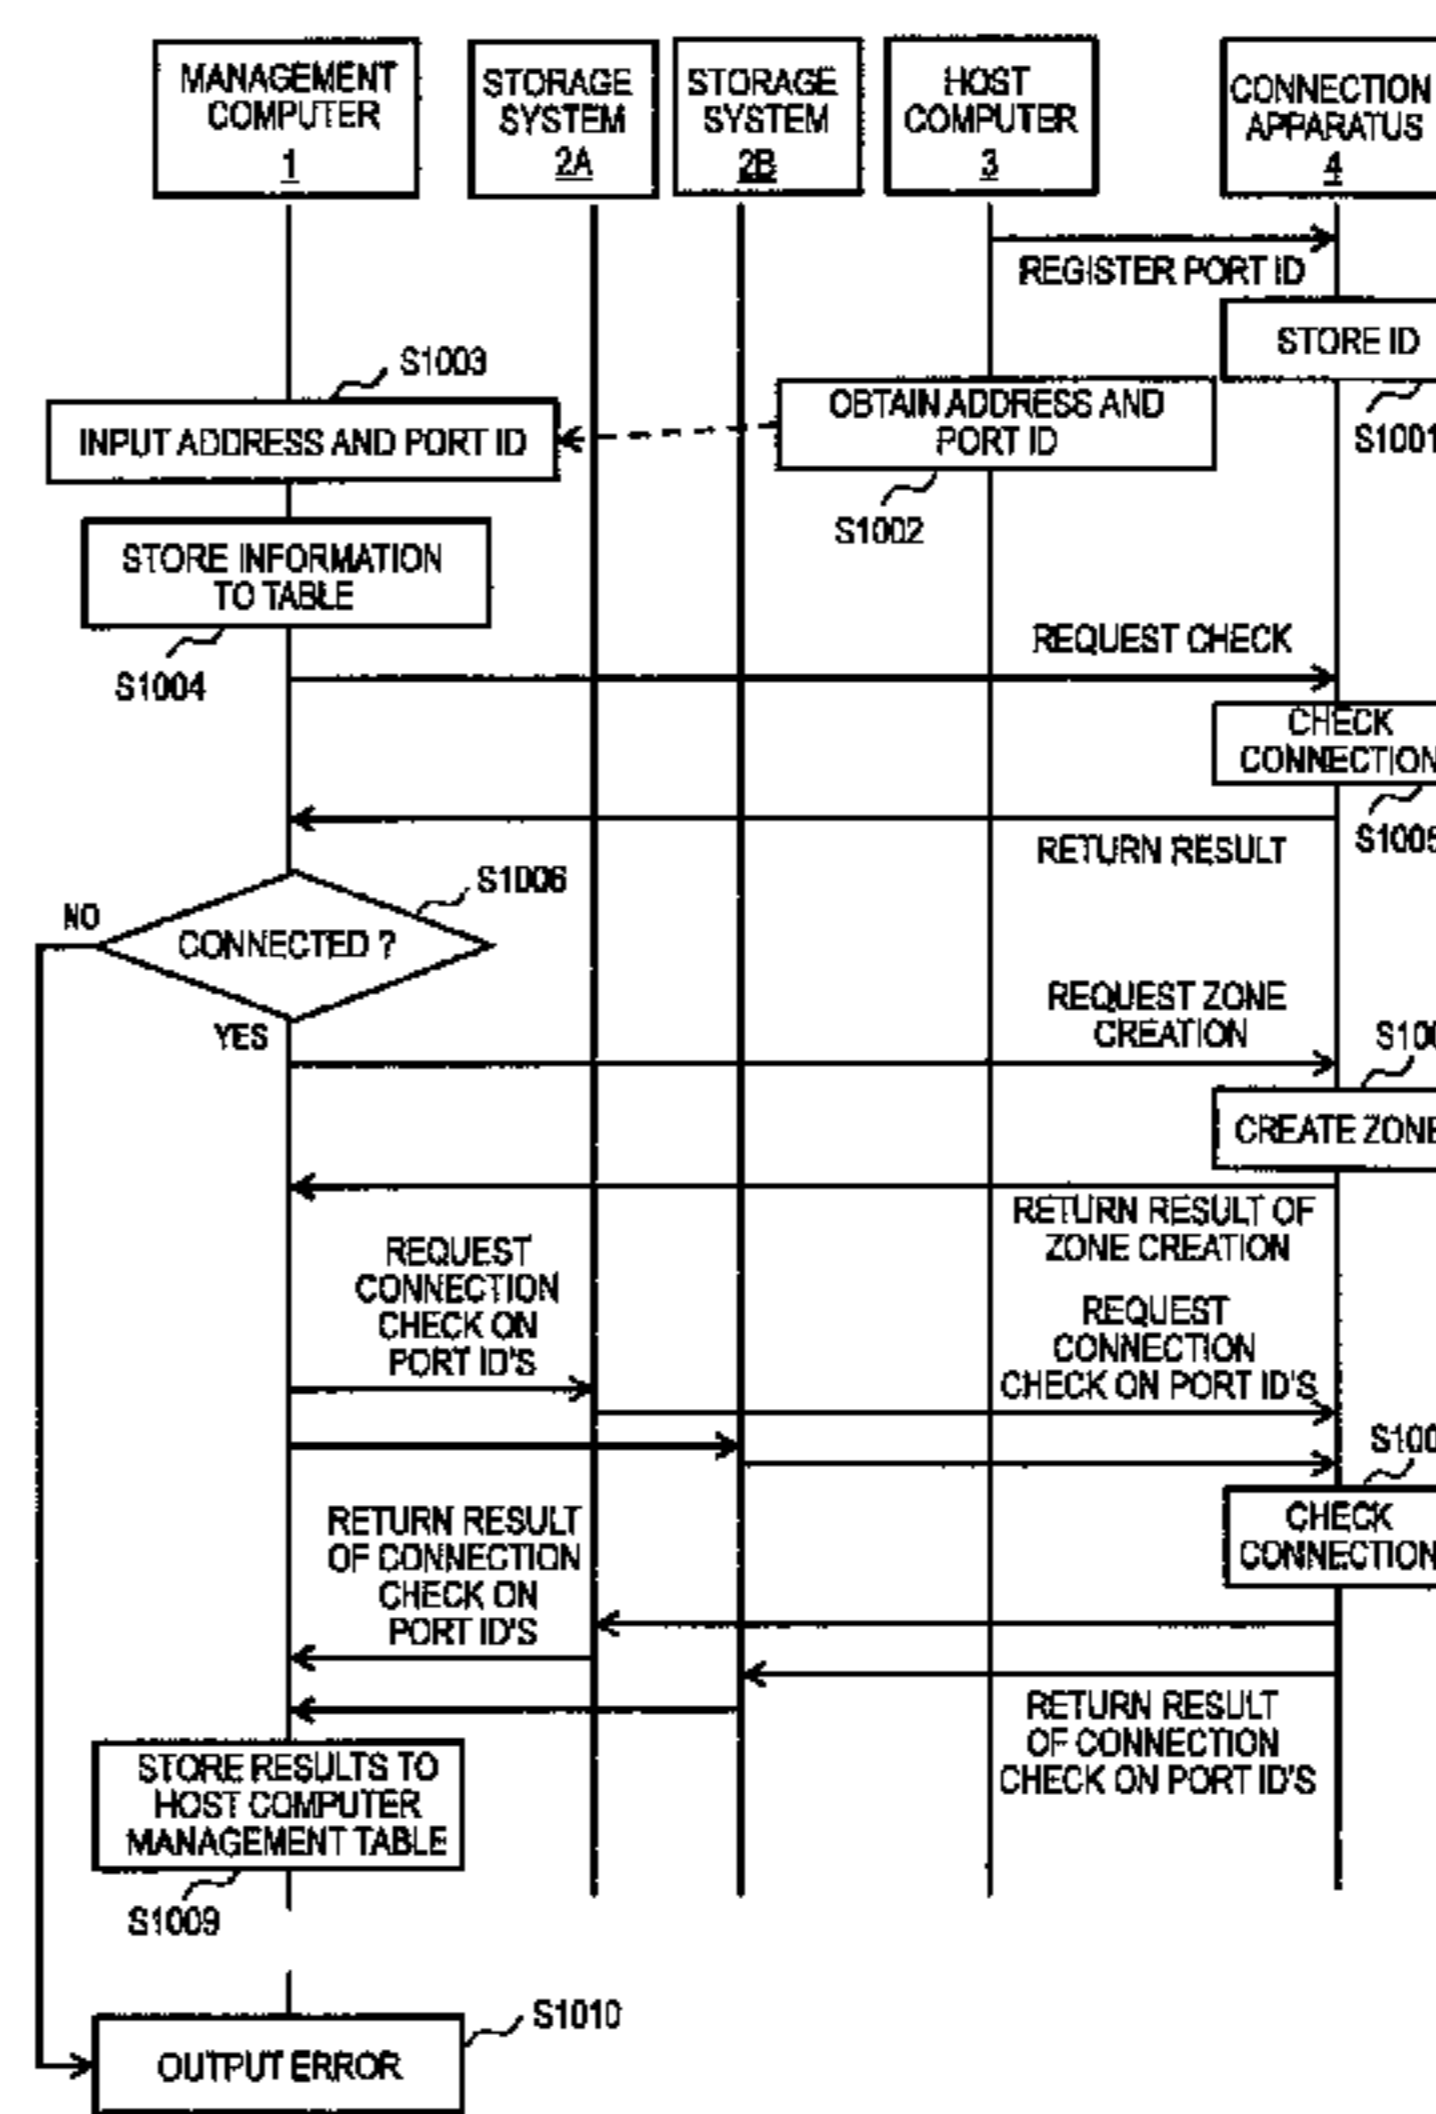 MANAGEMENT
COMPUTER
1
STORAGE
SYSTEM
2A
STORAGE
SYSTEM
2B
HOST
COMPUTER
3
CONNECTION
APPARATUS
4
REGISTER PORT ID
STORE ID
S1001
S1003
INPUT ADDRESS AND PORT ID
OBTAIN ADDRESS AND
PORT ID
S1002
STORE INFORMATION
TO TABLE
S1004
REQUEST CHECK
CHECK
CONNECTION
S1005
RETURN RESULT
S1006
NO
CONNECTED ?
YES
REQUEST ZONE
CREATION
S100
CREATE ZONE
RETURN RESULT OF
ZONE CREATION
REQUEST
CONNECTION
CHECK ON
PORT ID'S
REQUEST
CONNECTION
CHECK ON PORT ID'S
S100
CHECK
CONNECTION
RETURN RESULT
OF CONNECTION
CHECK ON
PORT ID'S
RETURN RESULT
OF CONNECTION
CHECK ON PORT ID'S
STORE RESULTS TO
HOST COMPUTER
MANAGEMENT TABLE
S1009
S1010
OUTPUT ERROR